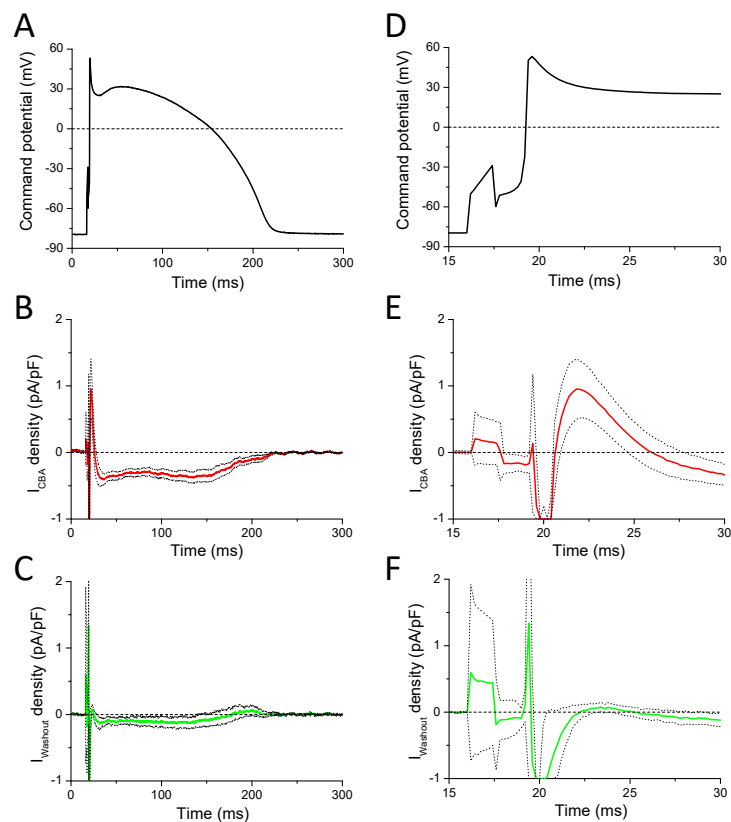 A
Command potential (mV)
60
30
0
-30
-60
-90
0
100
200
300
Time (ms)
B
I CBA density (pA/pF)
2
1
0
-1
0
100
200
300
Time (ms)
C
I Washout density (pA/pF)
2
1
0
-1
0
100
200
300
Time (ms)
D
Command potential (mV)
60
30
0
-30
-60
-90
15
20
25
30
Time (ms)
E
I CBA density (pA/pF)
2
1
0
-1
15
20
25
30
Time (ms)
F
I Washout density (pA/pF)
2
1
0
-1
15
20
25
30
Time (ms)